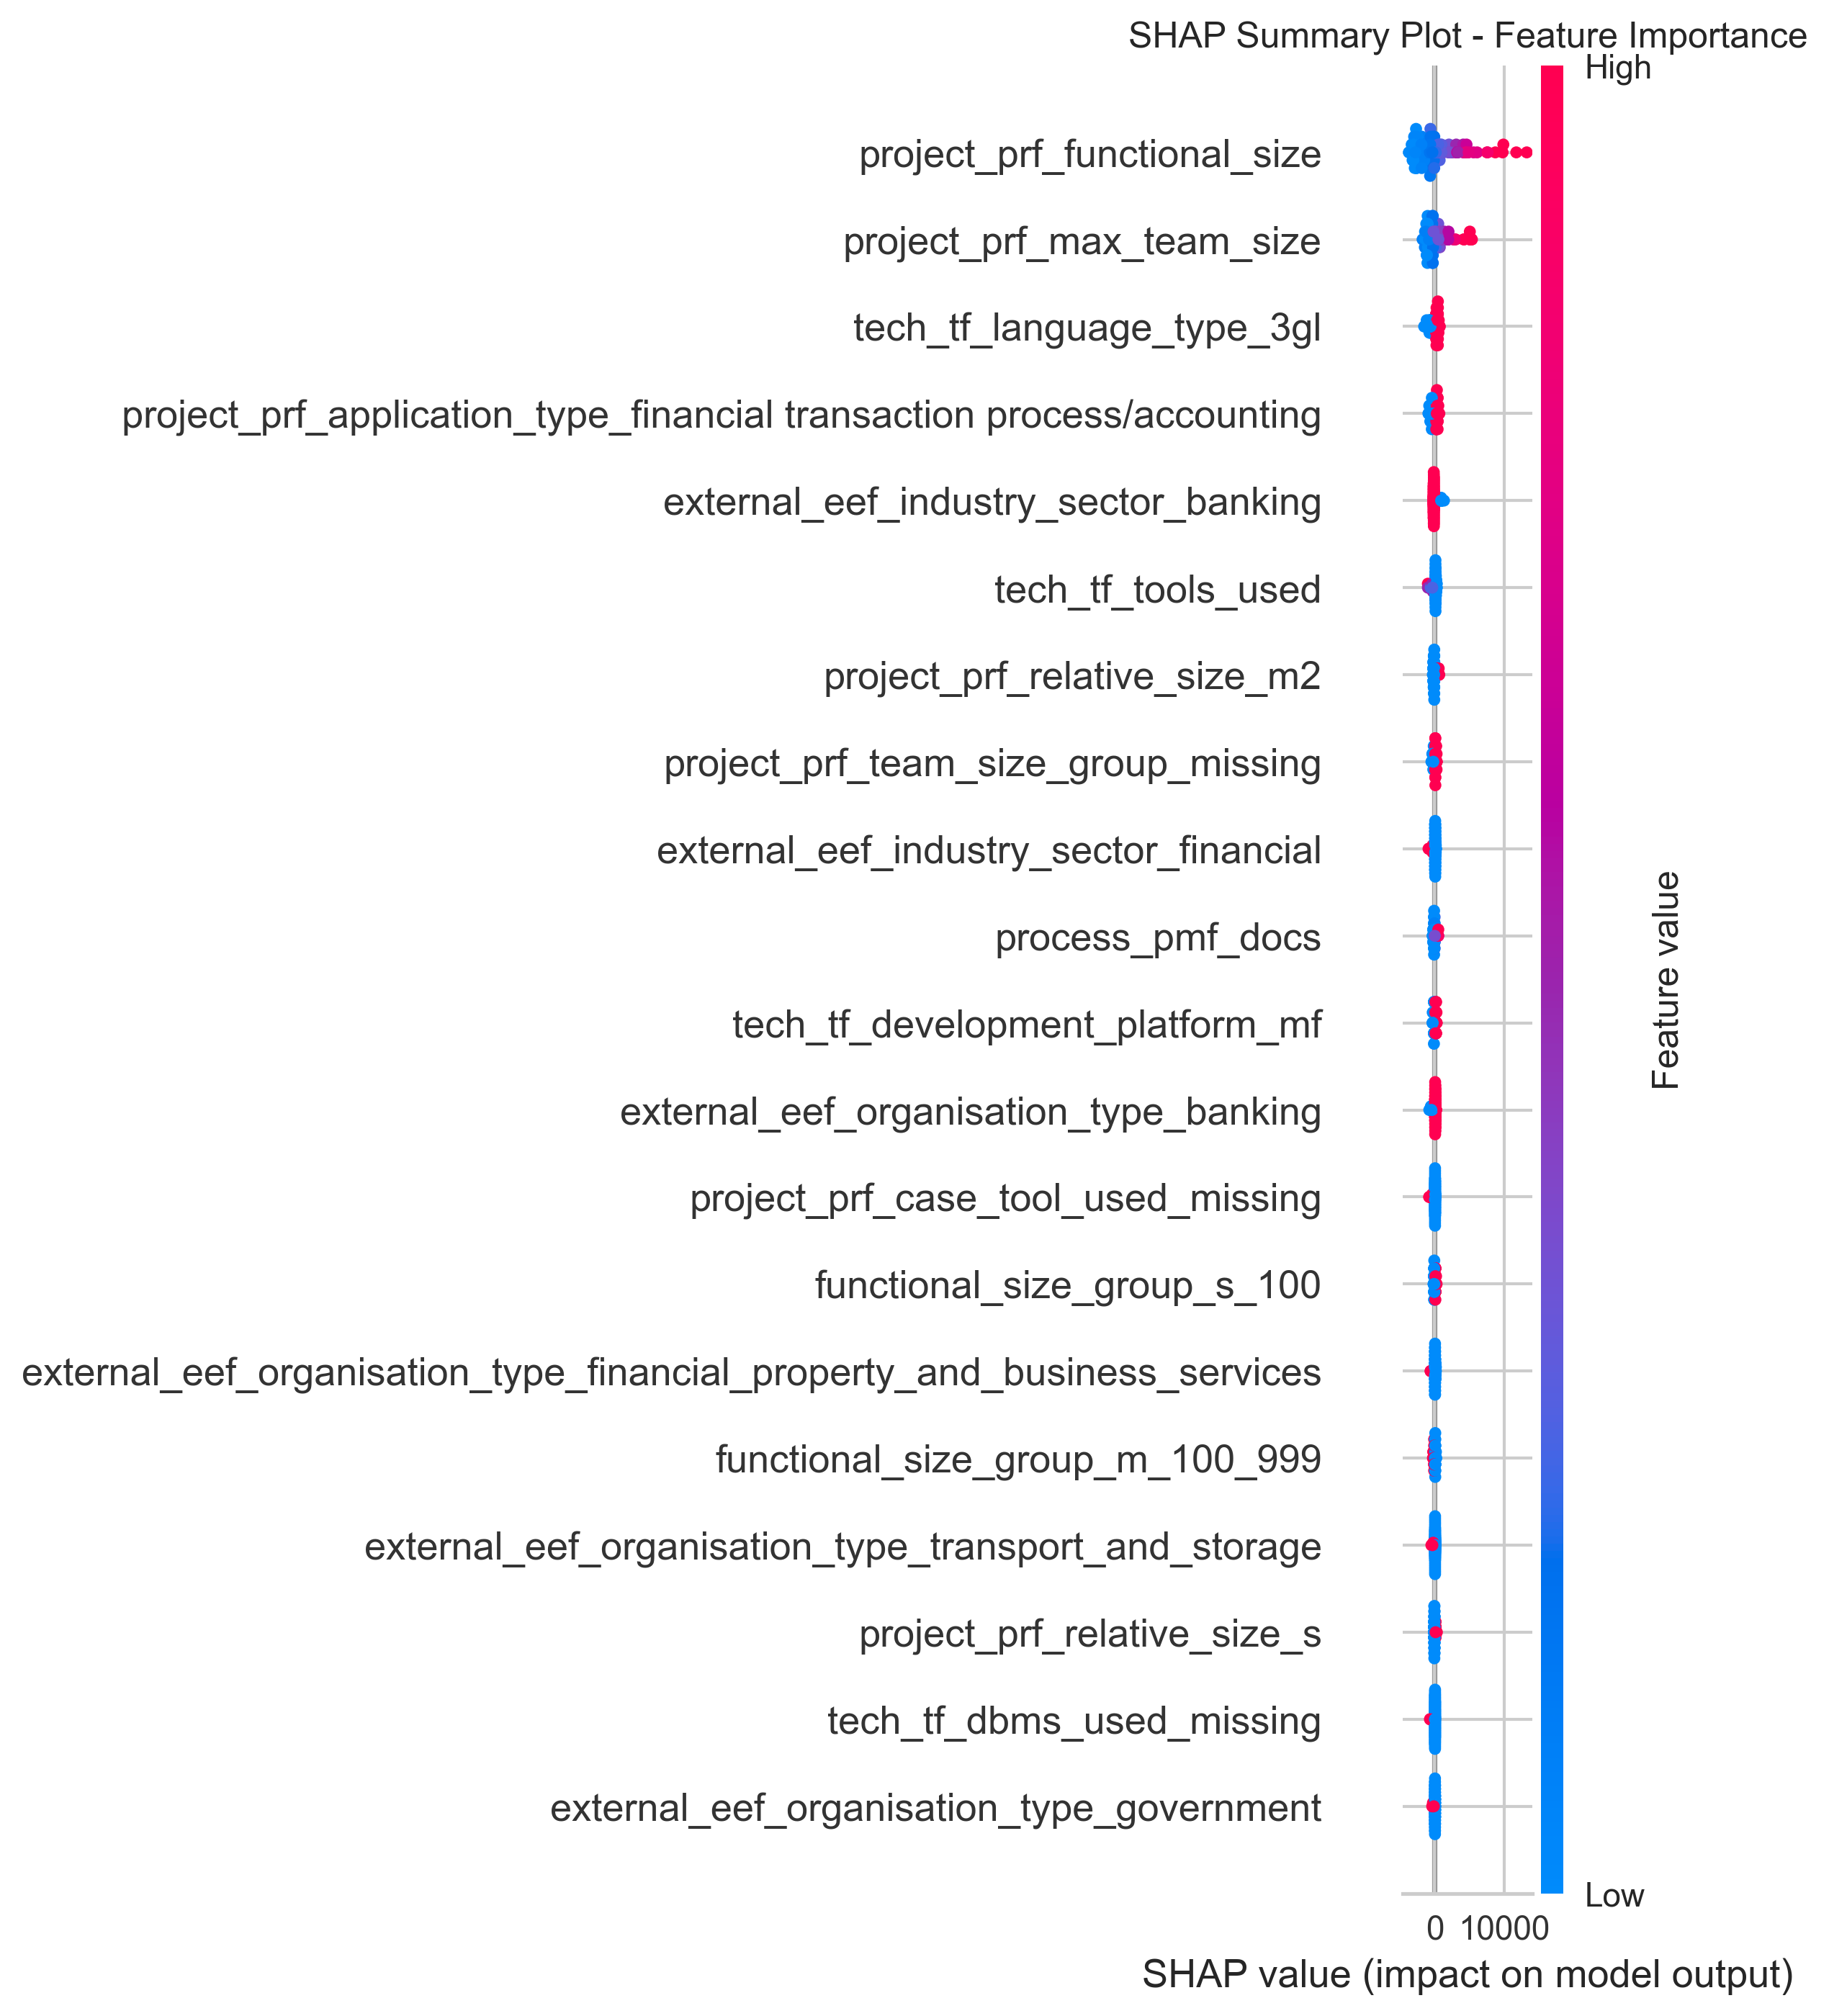 SHAP Summary Plot - Feature Importance
High
project_prf_functional_size
project_prf_max_team_size
tech_tf_language_type_3gl
project_prf_application_type_financial transaction process/accounting
external_eef_industry_sector_banking
tech_tf_tools_used
project_prf_relative_size_m2
project_prf_team_size_group_missing
external_eef_industry_sector_financial
process_pmf_docs
tech_tf_development_platform_mf
external_eef_organisation_type_banking
project_prf_case_tool_used_missing
functional_size_group_s_100
external_eef_organisation_type_financial_property_and_business_services
functional_size_group_m_100_999
external_eef_organisation_type_transport_and_storage
project_prf_relative_size_s
tech_tf_dbms_used_missing
external_eef_organisation_type_government
Feature value
Low
0 10000
SHAP value (impact on model output)